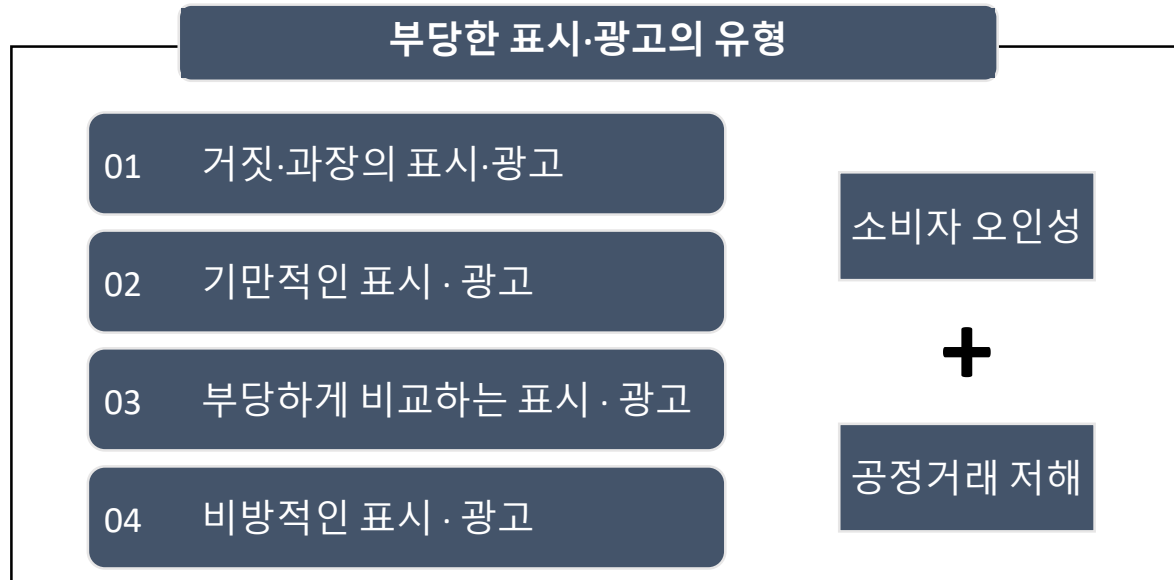 부당한 표시·광고의 유형
01 거짓·과장의 표시·광고
02 기만적인 표시 · 광고
03 부당하게 비교하는 표시 · 광고
04 비방적인 표시 · 광고
소비자 오인성
+
공정거래 저해